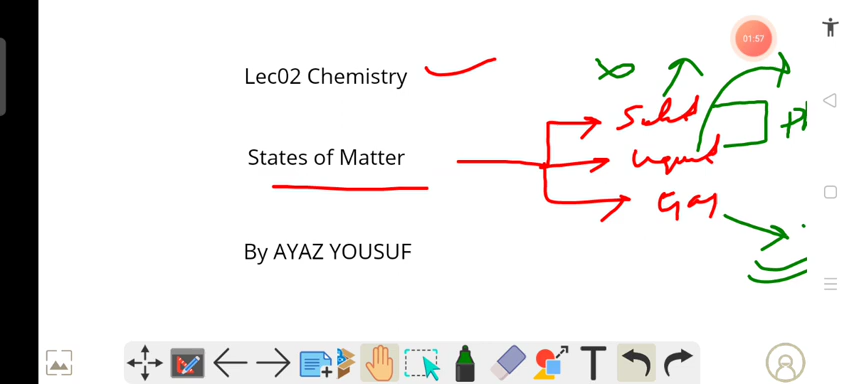 01:57
Lec02 Chemistry
Solid
States of Matter
Liquid
Gas
By AYAZ YOUSUF
T